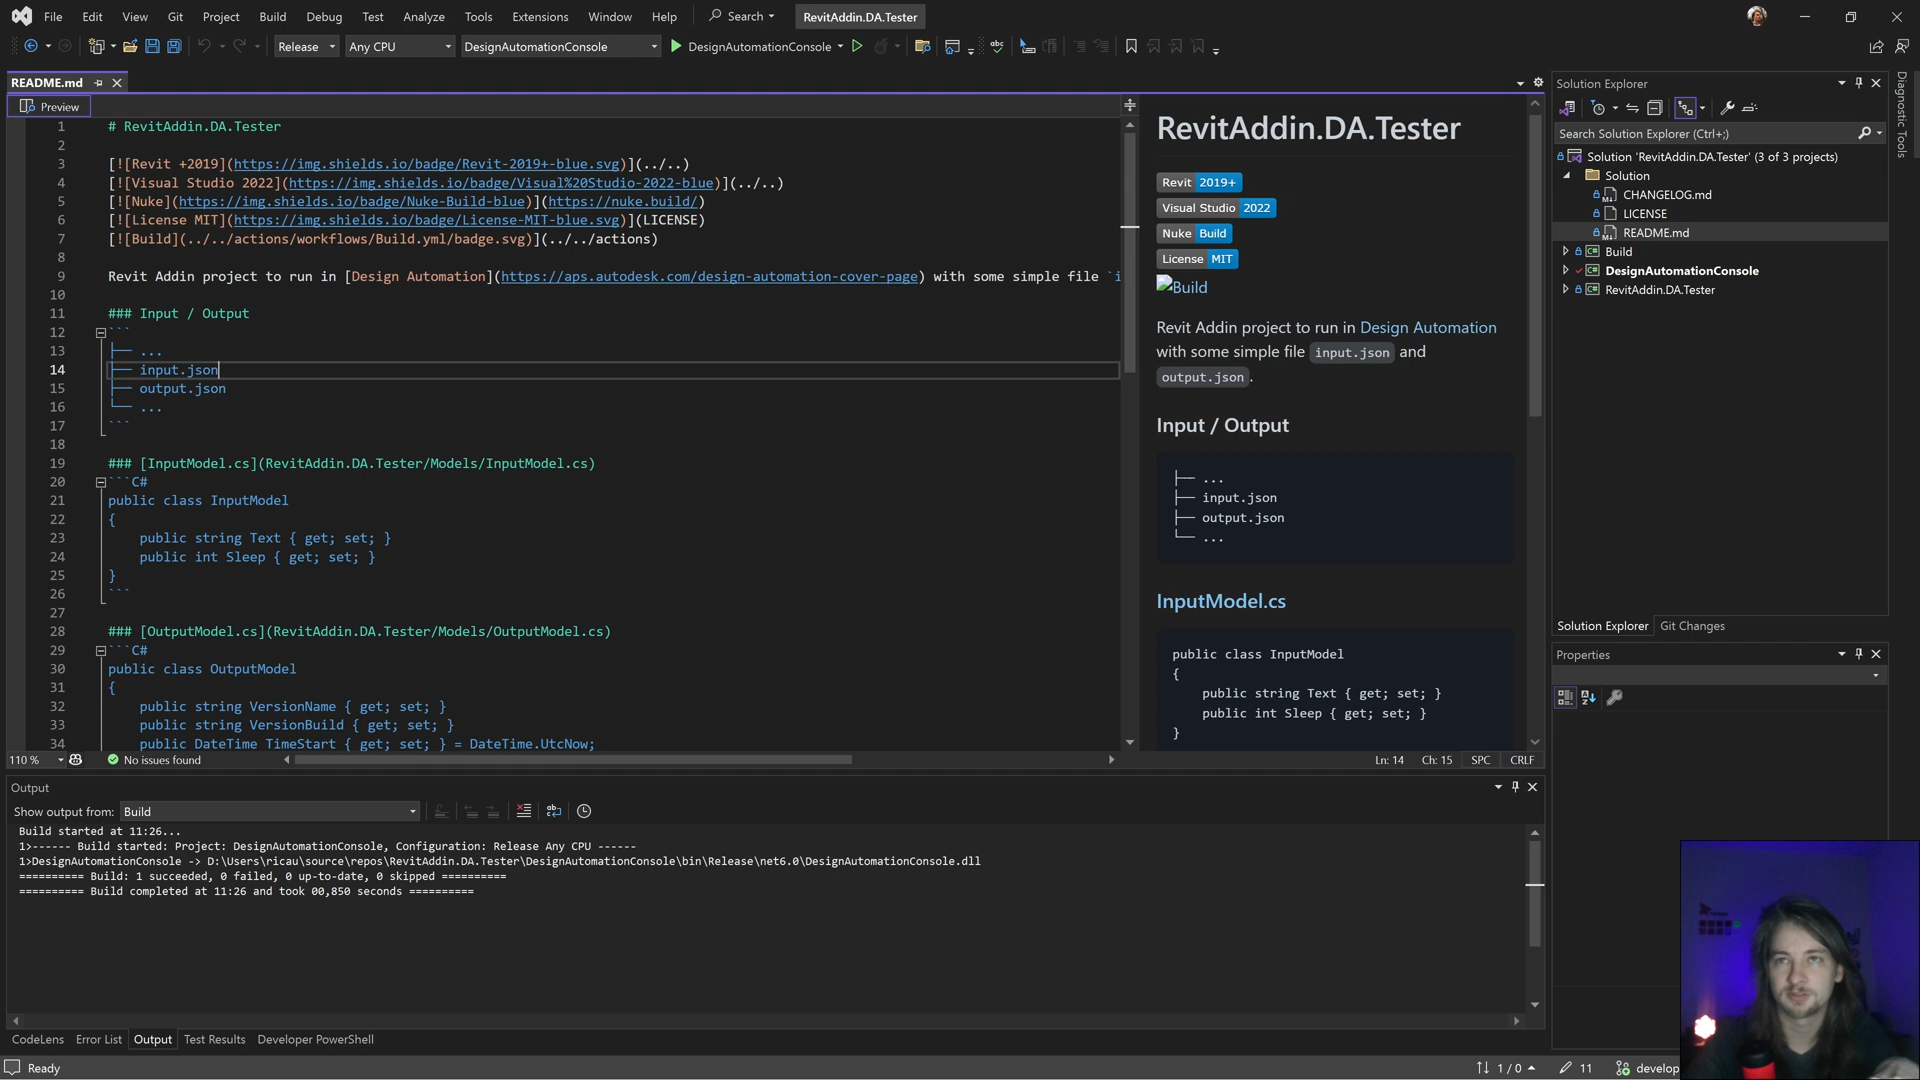 File Edit View Git Project Build Debug Test Analyze Tools Extensions Window Help Search RevitAddin.DA.Tester
Release Any CPU DesignAutomationConsole DesignAutomationConsole
README.md
Preview
1 # RevitAddin.DA.Tester
2
3 [![Revit +2019](https://img.shields.io/badge/Revit-2019+-blue.svg)](../..)
4 [![Visual Studio 2022](https://img.shields.io/badge/Visual%20Studio-2022-blue)](../..)
5 [![Nuke](https://img.shields.io/badge/Nuke-Build-blue)](https://nuke.build/)
6 [![License MIT](https://img.shields.io/badge/License-MIT-blue.svg)](LICENSE)
7 [![Build](../../actions/workflows/Build.yml/badge.svg)](../../actions)
8
9 Revit Addin project to run in [Design Automation](https://aps.autodesk.com/design-automation-cover-page) with some simple file `i
10
11 ### Input / Output
12 ```
13 ├── ...
14 ├── input.json
15 ├── output.json
16 └── ...
17 ```
18
19 ### [InputModel.cs](RevitAddin.DA.Tester/Models/InputModel.cs)
20 ```C#
21 public class InputModel
22 {
23 public string Text { get; set; }
24 public int Sleep { get; set; }
25 }
26 ```
27
28 ### [OutputModel.cs](RevitAddin.DA.Tester/Models/OutputModel.cs)
29 ```C#
30 public class OutputModel
31 {
32 public string VersionName { get; set; }
33 public string VersionBuild { get; set; }
34 public DateTime TimeStart { get; set; } = DateTime.UtcNow;
110 % No issues found Ln: 14 Ch: 15 SPC CRLF
RevitAddin.DA.Tester
Revit 2019+
Visual Studio 2022
Nuke Build
License MIT
Build
Revit Addin project to run in Design Automation
with some simple file input.json and
output.json.
Input / Output
├── ...
├── input.json
├── output.json
└── ...
InputModel.cs
public class InputModel
{
public string Text { get; set; }
public int Sleep { get; set; }
}
Solution Explorer
Search Solution Explorer (Ctrl+;)
Solution 'RevitAddin.DA.Tester' (3 of 3 projects)
Solution
CHANGELOG.md
LICENSE
README.md
Build
DesignAutomationConsole
RevitAddin.DA.Tester
Solution Explorer Git Changes
Properties
Diagnostic Tools
Output
Show output from: Build
Build started at 11:26...
1>------ Build started: Project: DesignAutomationConsole, Configuration: Release Any CPU ------
1>DesignAutomationConsole -> D:\Users\ricau\source\repos\RevitAddin.DA.Tester\DesignAutomationConsole\bin\Release\net6.0\DesignAutomationConsole.dll
========== Build: 1 succeeded, 0 failed, 0 up-to-date, 0 skipped ==========
========== Build completed at 11:26 and took 00,850 seconds ==========
CodeLens Error List Output Test Results Developer PowerShell
Ready 1 / 0 11 develop